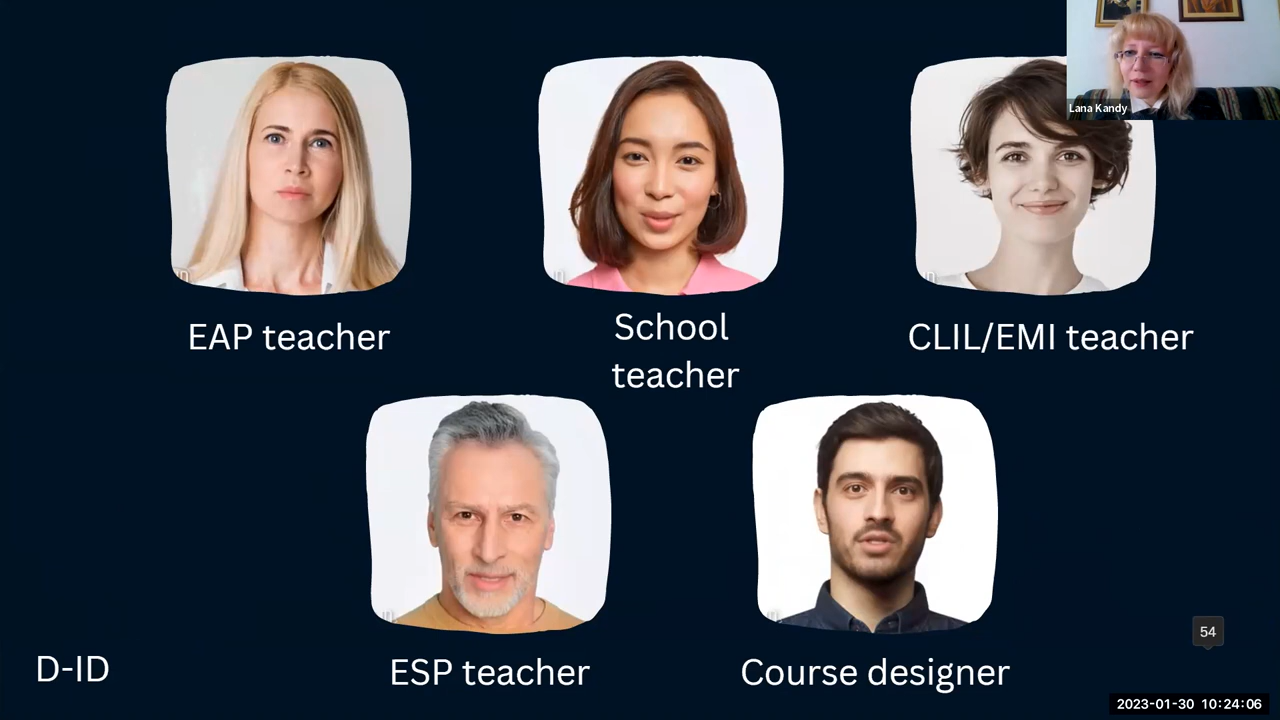 Lana Kandy
EAP teacher
School
teacher
CLIL/EMI teacher
54
D-ID
ESP teacher
Course designer
2023-01-30 10:24:06